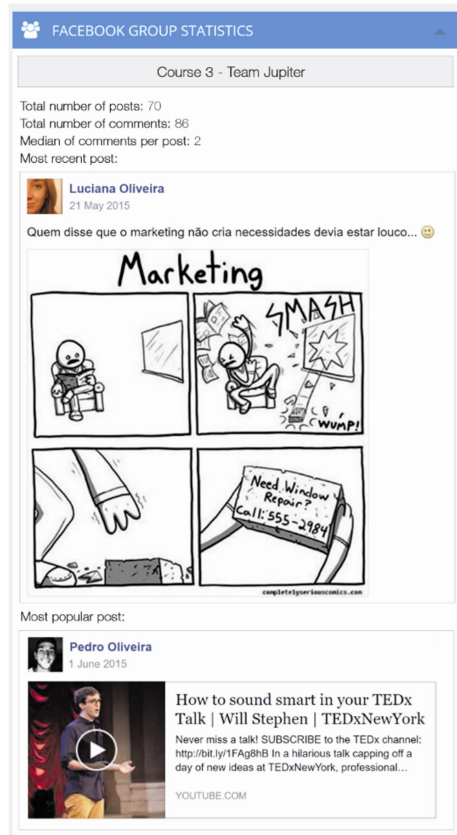 FACEBOOK GROUP STATISTICS
Course 3 - Team Jupiter
Total number of posts: 70
Total number of comments: 86
Median of comments per post: 2
Most recent post:
Luciana Oliveira
21 May 2015
Quem disse que o marketing não cria necessidades devia estar louco...
Marketing
SMASH
WUMP!
Need Window
Repair?
Call: 555-2984
completelyseriouscomics.com
Most popular post:
Pedro Oliveira
1 June 2015
How to sound smart in your TEDx
Talk | Will Stephen | TEDxNewYork
Never miss a talk! SUBSCRIBE to the TEDx channel:
http://bit.ly/1FAg8hB In a hilarious talk capping off a
day of new ideas at TEDxNewYork, professional...
YOUTUBE.COM